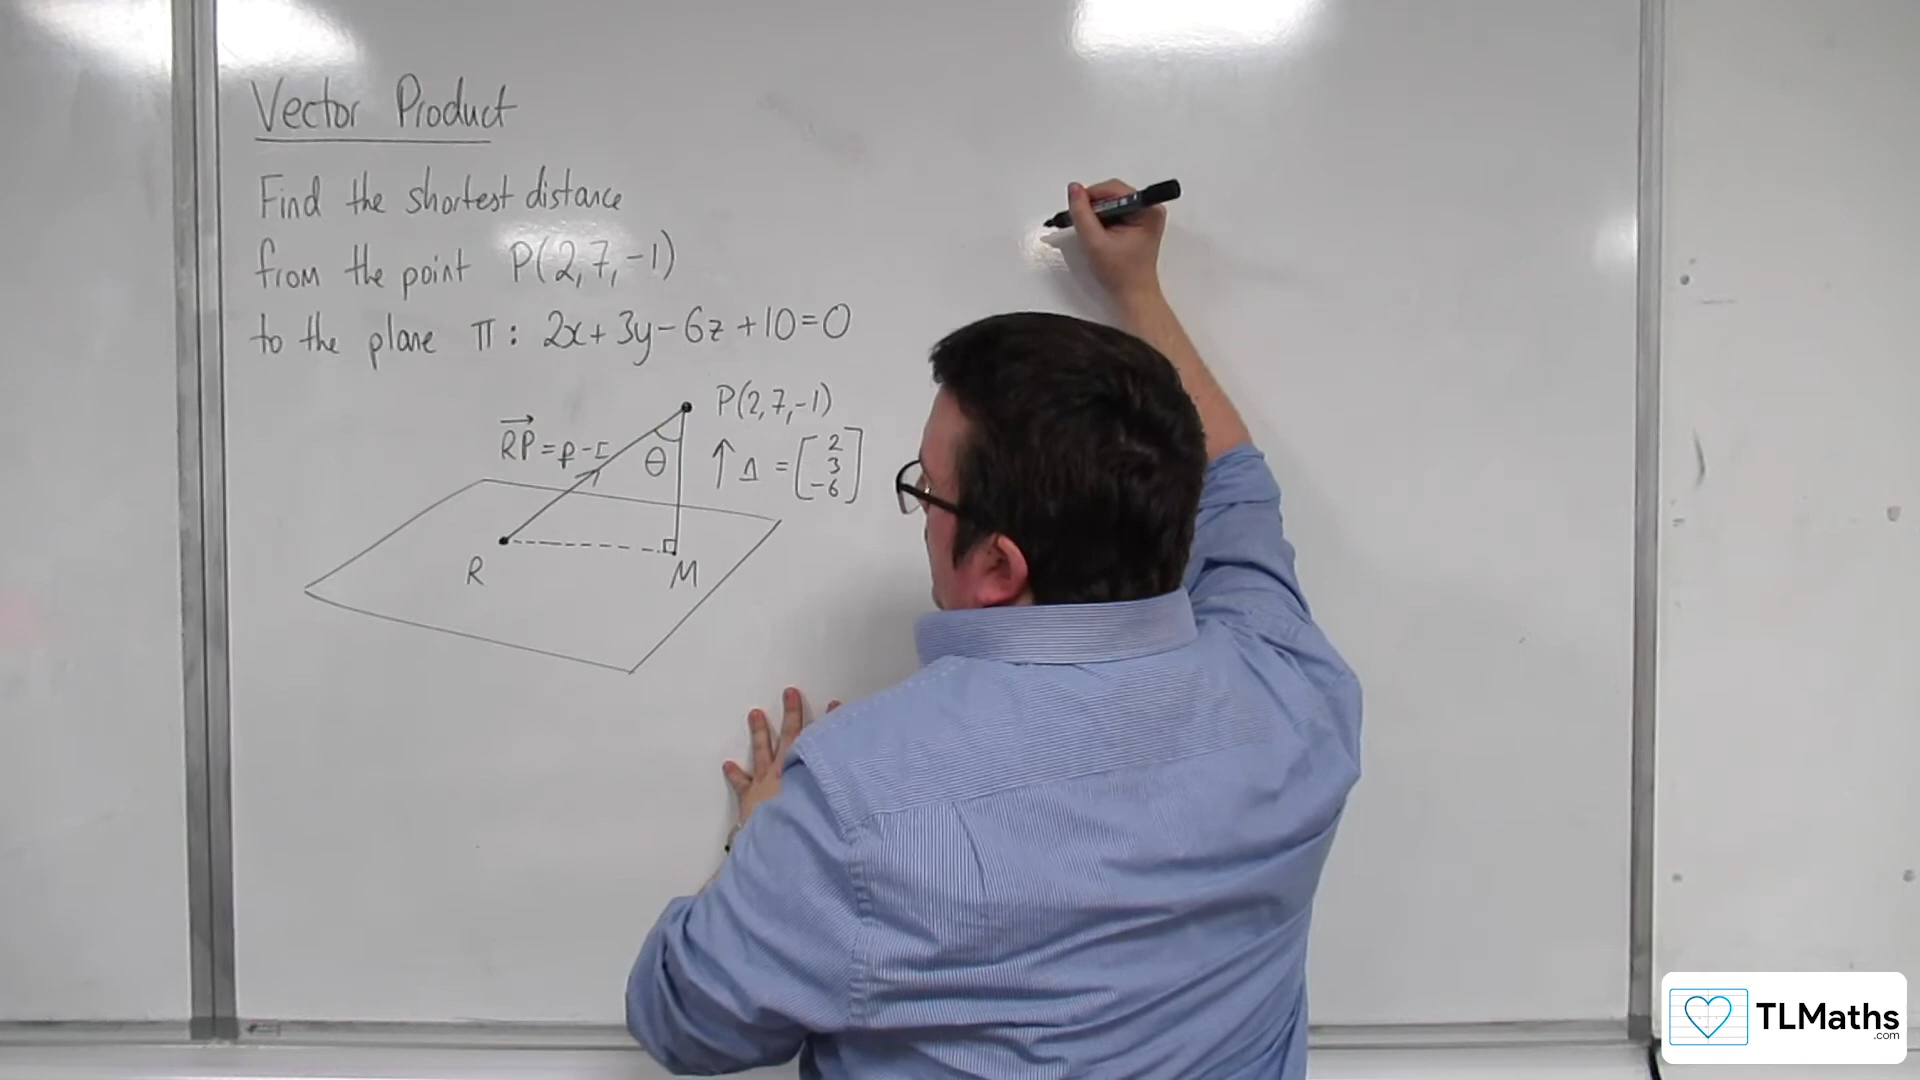 Vector Product
Find the shortest distance
from the point P(2,7,-1)
to the plane π: 2x+3y-6z+10=0
P(2,7,-1)
RP = p - r
θ
n = [2 3 -6]
R
M
TLMaths
.com